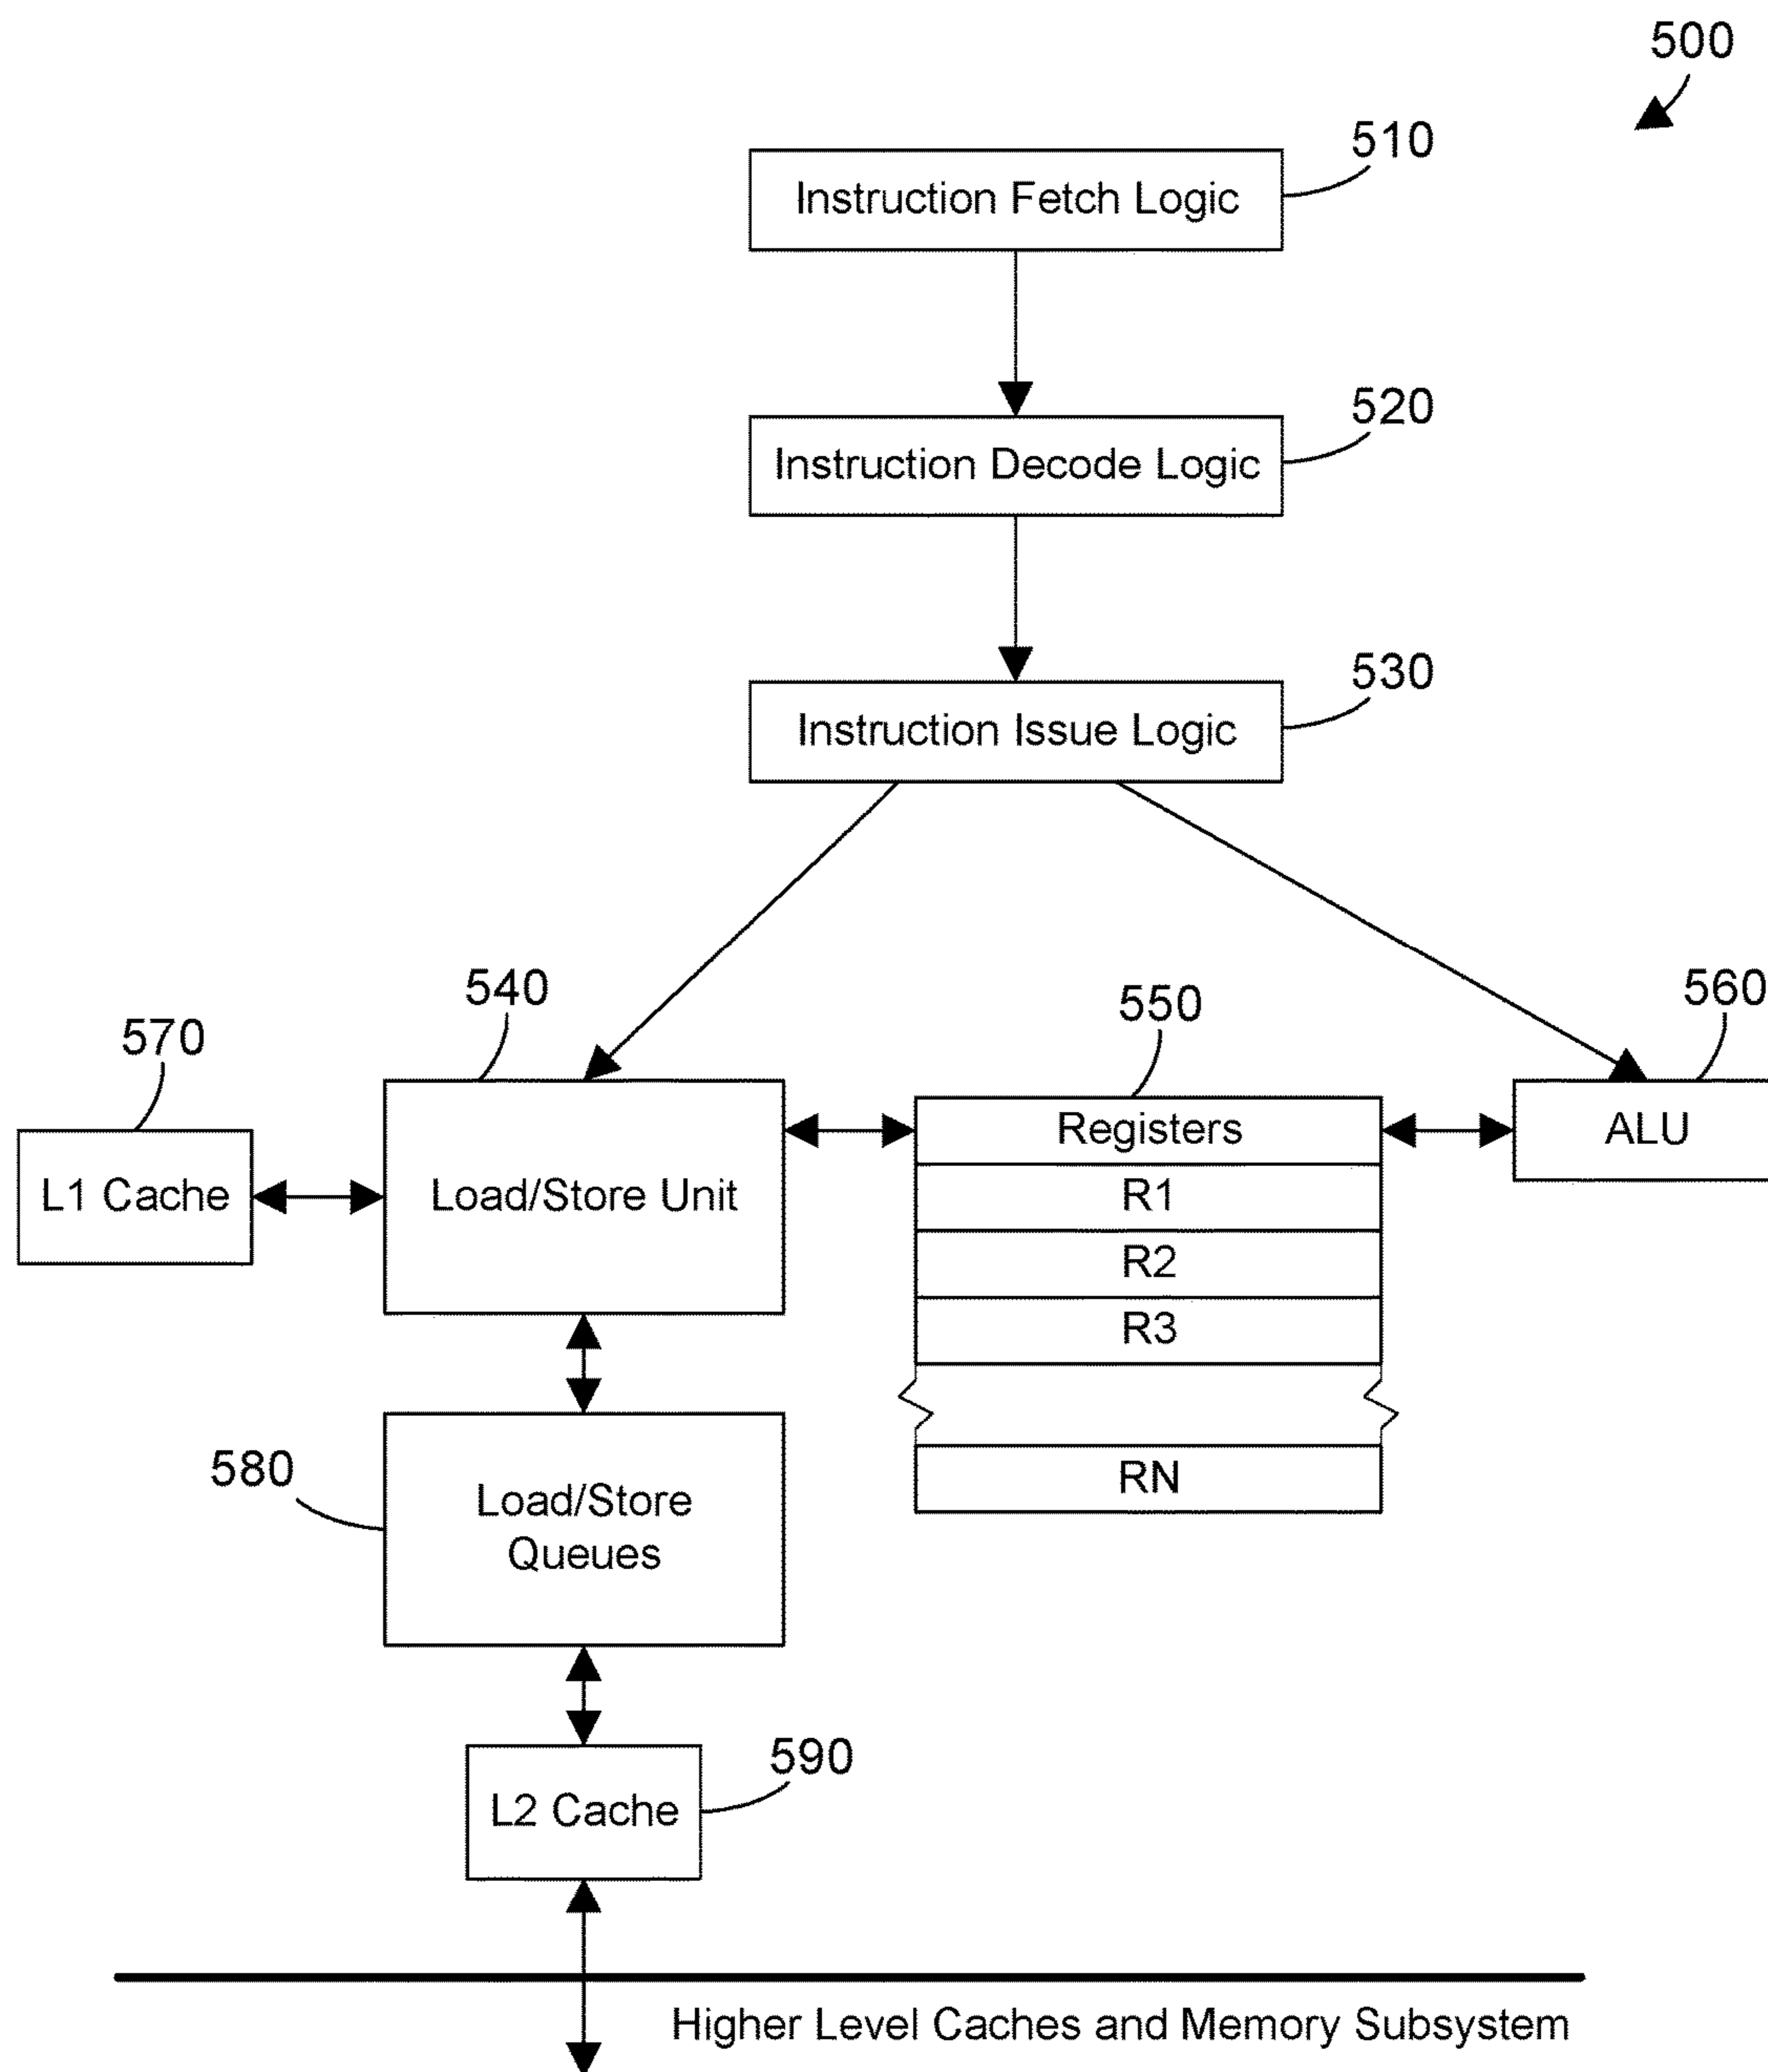 500
510
Instruction Fetch Logic
520
Instruction Decode Logic
530
Instruction Issue Logic
540
550
560
570
Registers
ALU
L1 Cache
Load/Store Unit
R1
R2
R3
580
RN
Load/Store
Queues
590
L2 Cache
Higher Level Caches and Memory Subsystem